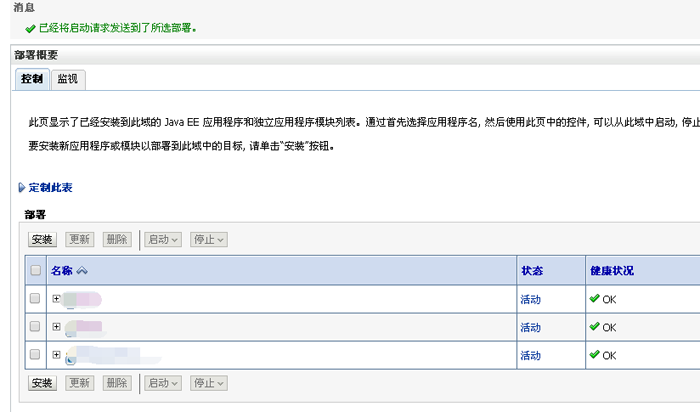 消息
已经将启动请求发送到了所选部署。
部署概要
控制 监视
此页显示了已经安装到此域的 Java EE 应用程序和独立应用程序模块列表。通过首先选择应用程序名, 然后使用此页中的控件, 可以从此域中启动, 停止
要安装新应用程序或模块以部署到此域中的目标, 请单击“安装”按钮。
定制此表
部署
安装 更新 删除 启动 停止
名称 状态 健康状况
活动 OK
活动 OK
活动 OK
安装 更新 删除 启动 停止